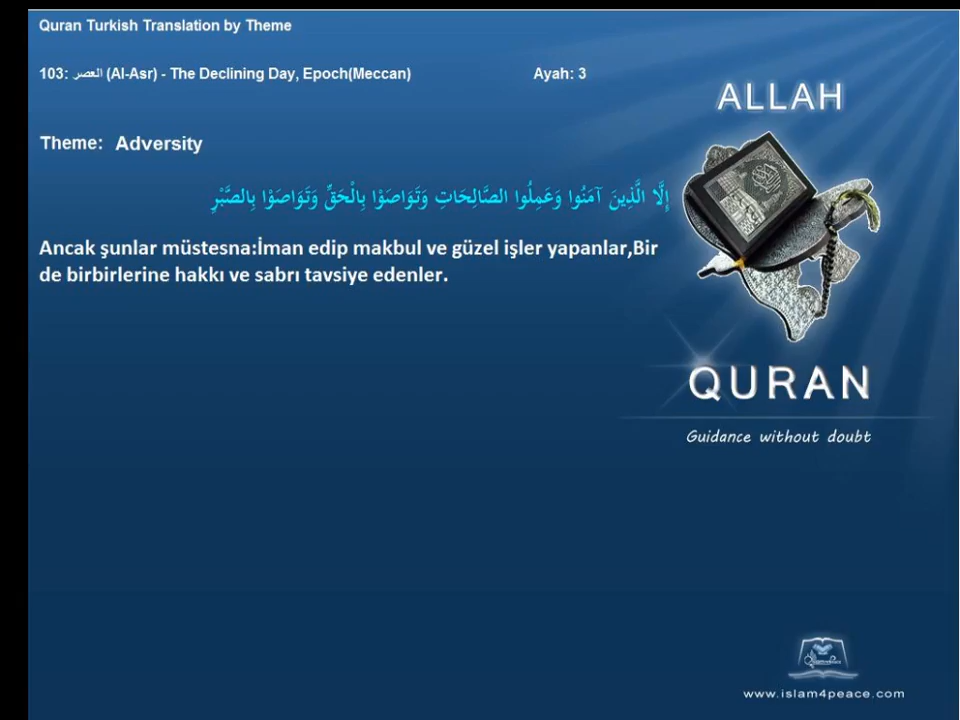 Quran Turkish Translation by Theme
103: العصر (Al-Asr) - The Declining Day, Epoch(Meccan) Ayah: 3
ALLAH
Theme: Adversity
إِلَّا الَّذِينَ آمَنُوا وَعَمِلُوا الصَّالِحَاتِ وَتَوَاصَوْا بِالْحَقِّ وَتَوَاصَوْا بِالصَّبْرِ
Ancak şunlar müstesna:İman edip makbul ve güzel işler yapanlar,Bir
de birbirlerine hakkı ve sabrı tavsiye edenler.
QURAN
Guidance without doubt
www.islam4peace.com